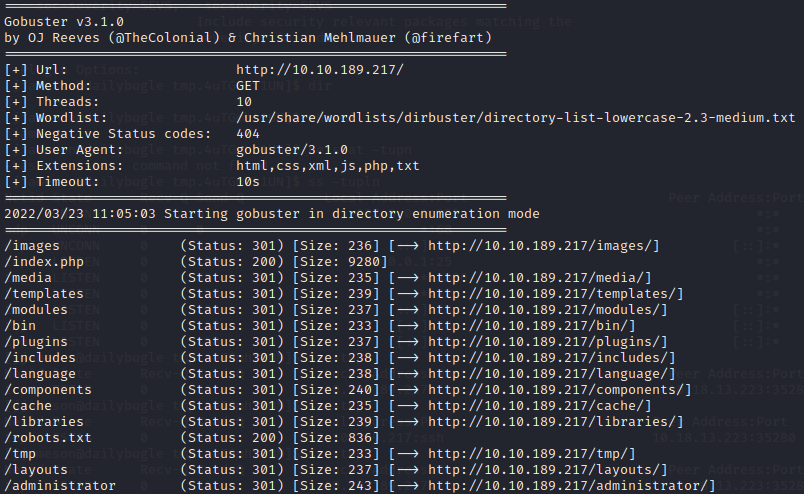 Gobuster v3.1.0
by OJ Reeves (@TheColonial) & Christian Mehlmauer (@firefart)
[+] Url: http://10.10.189.217/
[+] Method: GET
[+] Threads: 10
[+] Wordlist: /usr/share/wordlists/dirbuster/directory-list-lowercase-2.3-medium.txt
[+] Negative Status codes: 404
[+] User Agent: gobuster/3.1.0
[+] Extensions: html,css,xml,js,php,txt
[+] Timeout: 10s
2022/03/23 11:05:03 Starting gobuster in directory enumeration mode
/images (Status: 301) [Size: 236] [--> http://10.10.189.217/images/]
/index.php (Status: 200) [Size: 9280]
/media (Status: 301) [Size: 235] [--> http://10.10.189.217/media/]
/templates (Status: 301) [Size: 239] [--> http://10.10.189.217/templates/]
/modules (Status: 301) [Size: 237] [--> http://10.10.189.217/modules/]
/bin (Status: 301) [Size: 233] [--> http://10.10.189.217/bin/]
/plugins (Status: 301) [Size: 237] [--> http://10.10.189.217/plugins/]
/includes (Status: 301) [Size: 238] [--> http://10.10.189.217/includes/]
/language (Status: 301) [Size: 238] [--> http://10.10.189.217/language/]
/components (Status: 301) [Size: 240] [--> http://10.10.189.217/components/]
/cache (Status: 301) [Size: 235] [--> http://10.10.189.217/cache/]
/libraries (Status: 301) [Size: 239] [--> http://10.10.189.217/libraries/]
/robots.txt (Status: 200) [Size: 836]
/tmp (Status: 301) [Size: 233] [--> http://10.10.189.217/tmp/]
/layouts (Status: 301) [Size: 237] [--> http://10.10.189.217/layouts/]
/administrator (Status: 301) [Size: 243] [--> http://10.10.189.217/administrator/]